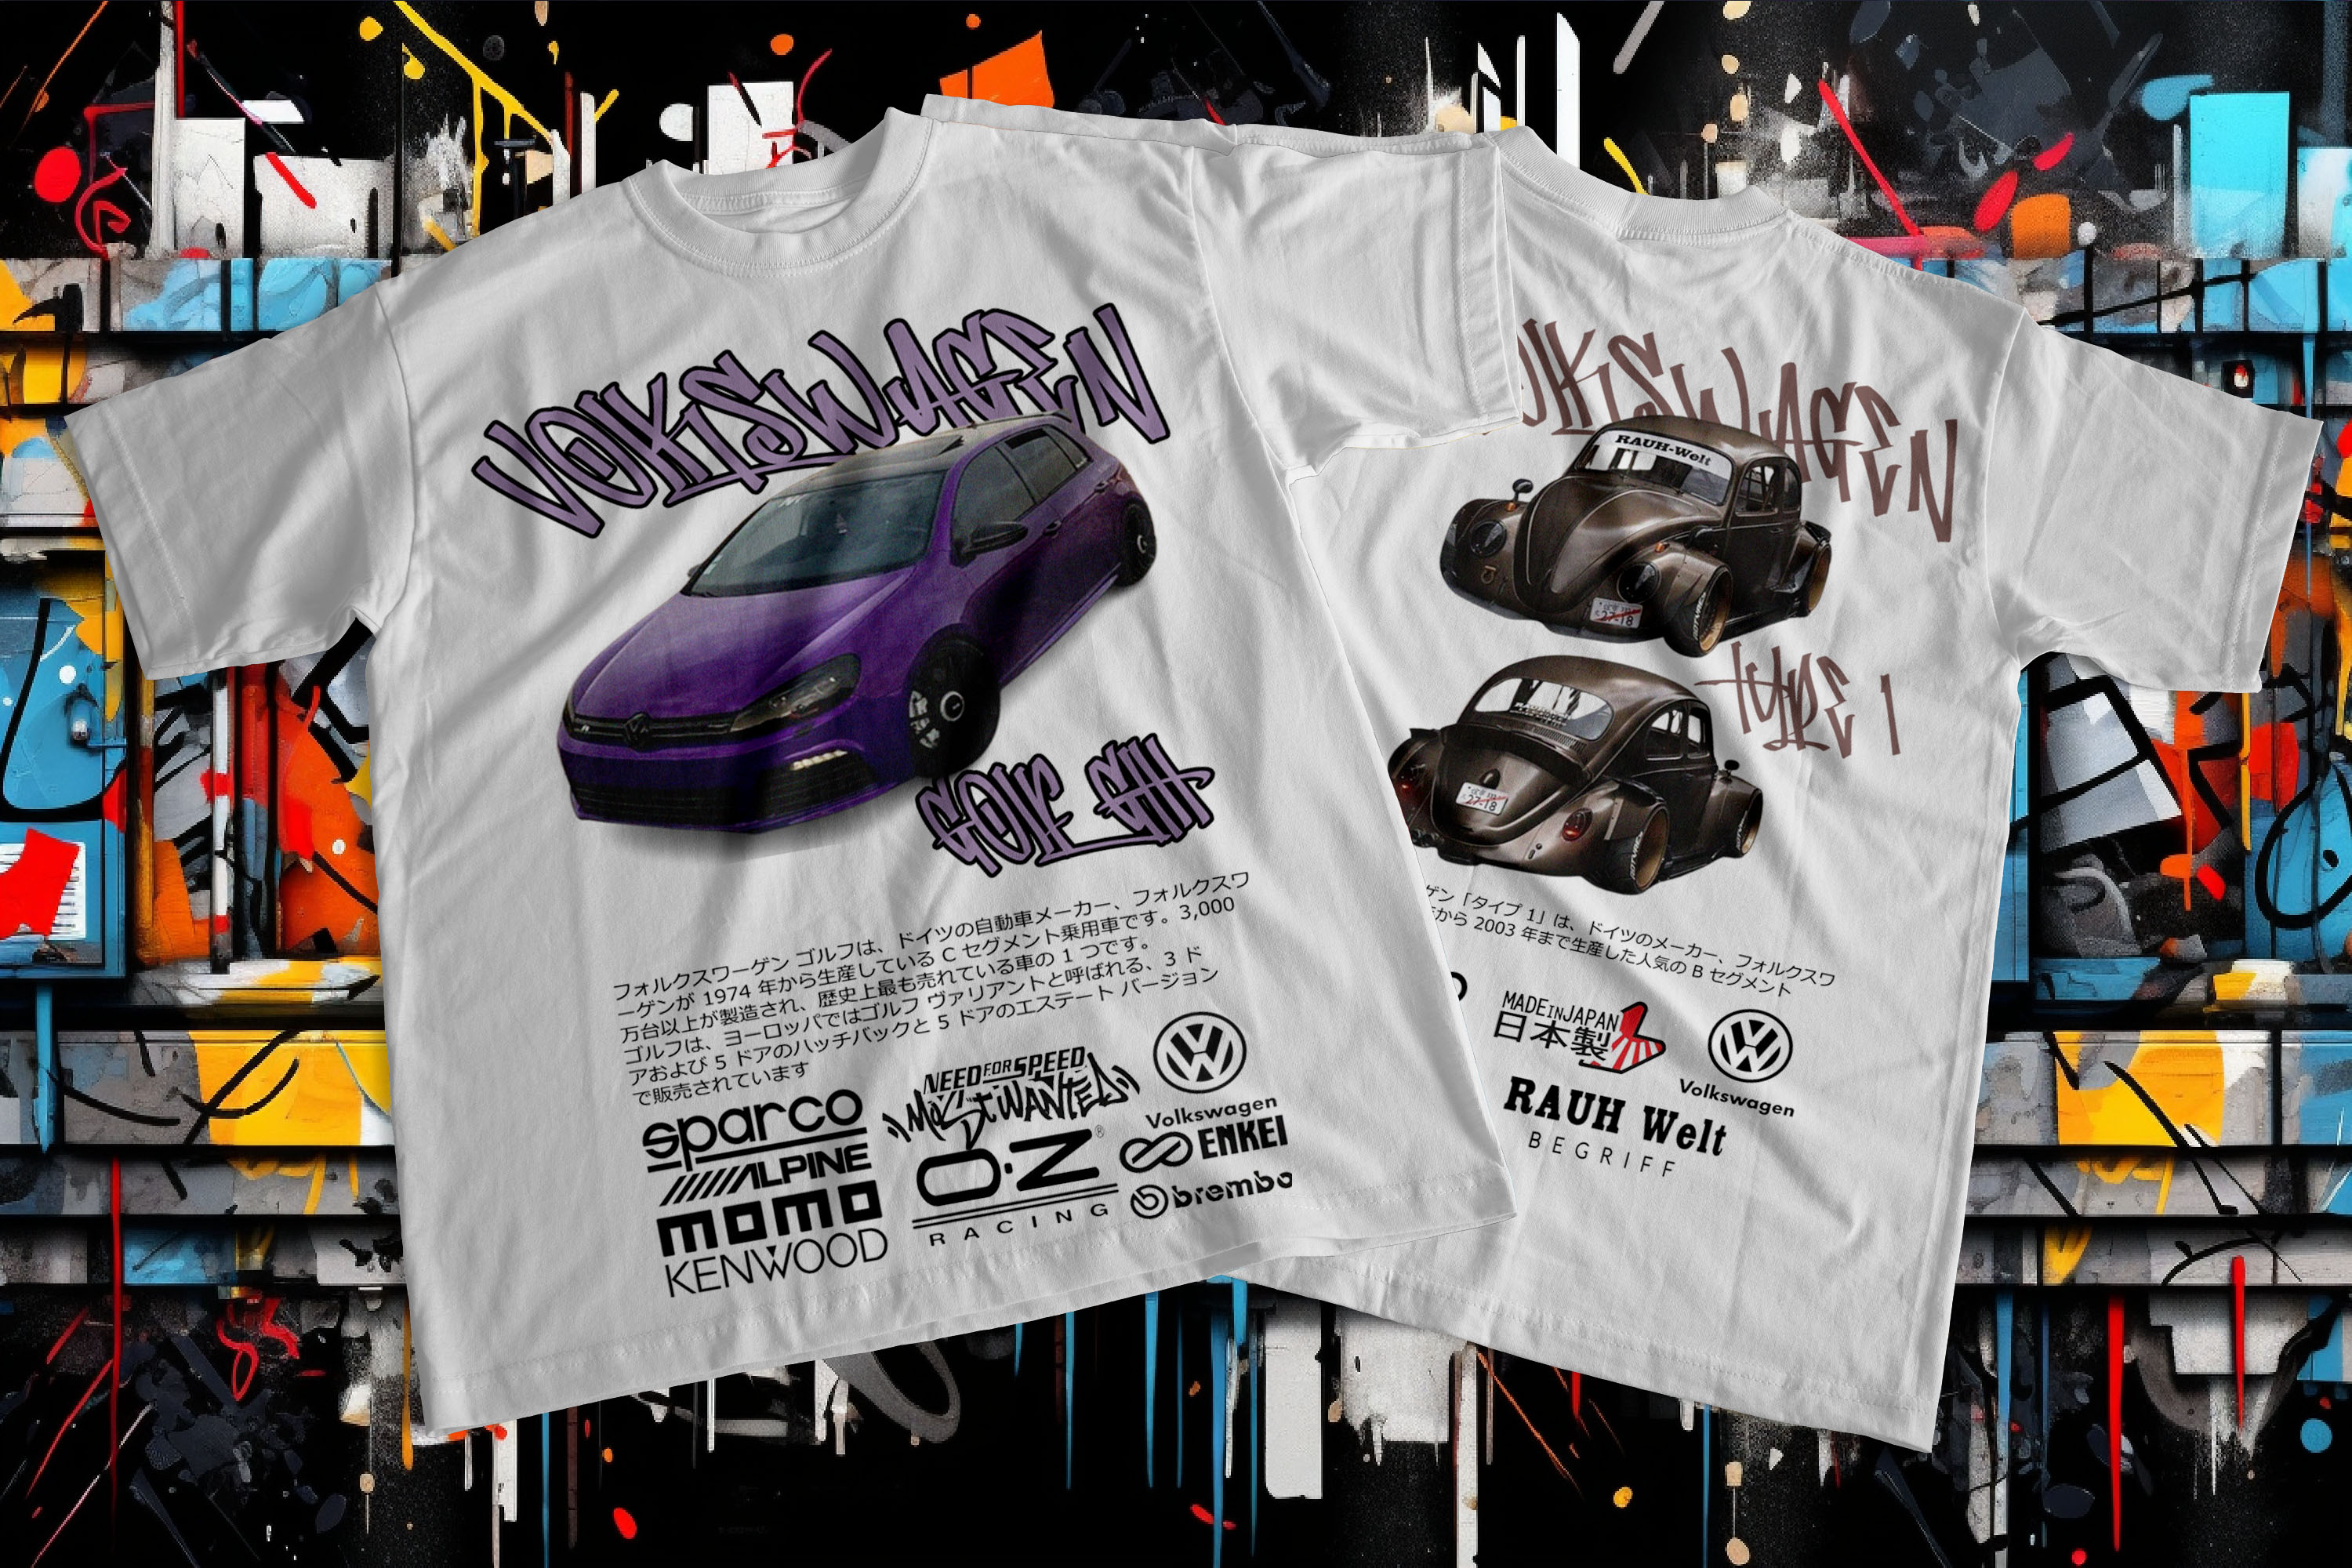 VOLKSWAGEN
GOLF
フォルクスワーゲン ゴルフは、ドイツの自動車メーカー、フォルクスワ
ーゲンが 1974 年から生産している C セグメント乗用車です。3,000
万台以上が製造され、歴史上最も売れている車の 1 つです。
ゴルフは、ヨーロッパではゴルフ ヴァリアントと呼ばれる、3 ド
アおよび 5 ドアのハッチバックと 5 ドアのエステート バージョン
で販売されています
sparco
ALPINE
momo
KENWOOD
NEED FOR SPEED
MOST WANTED
O·Z®
RACING
Volkswagen
ENKEI
brembo
OLKSWAGEN
RAUH-Welt
27-18
TYPE 1
27-18
ゲン「タイプ 1」は、ドイツのメーカー、フォルクスワ
から 2003 年まで生産した人気の B セグメント
MADE IN JAPAN
日本製
Volkswagen
RAUH Welt
BEGRIFF